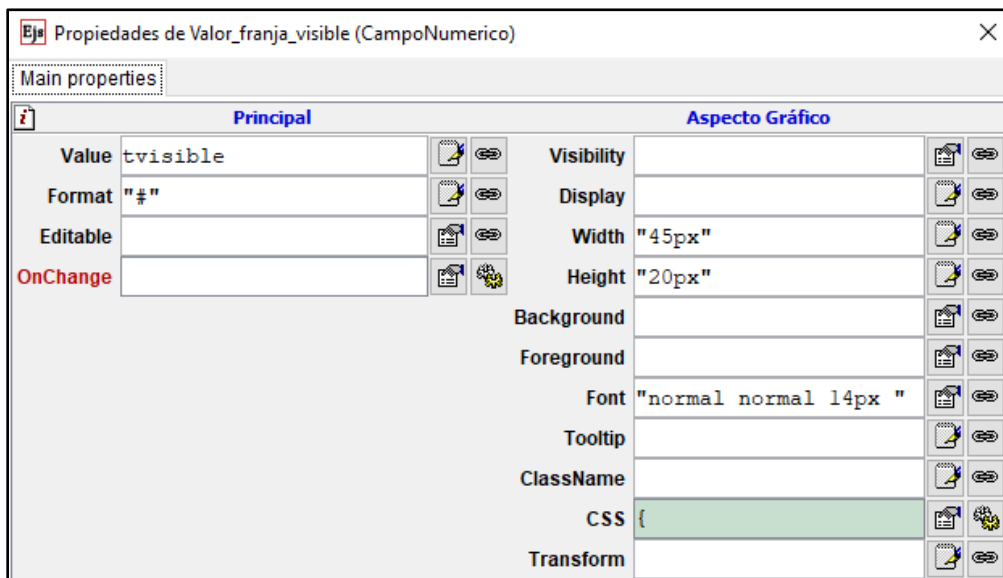 Ejs Propiedades de Valor_franja_visible (CampoNumerico)
Main properties
Principal Aspecto Gráfico
Value tvisible Visibility
Format "#" Display
Editable Width "45px"
OnChange Height "20px"
Background
Foreground
Font "normal normal 14px "
Tooltip
ClassName
CSS {
Transform